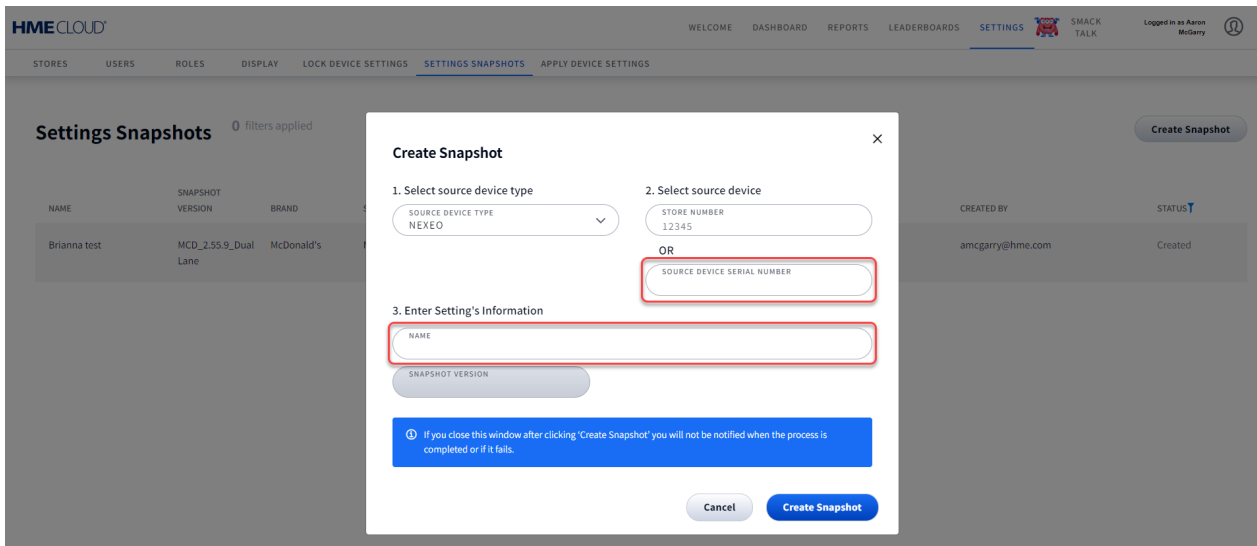 HME CLOUD®
WELCOME DASHBOARD REPORTS LEADERBOARDS SETTINGS SMACK TALK Logged in as Aaron McGarry
STORES USERS ROLES DISPLAY LOCK DEVICE SETTINGS SETTINGS SNAPSHOTS APPLY DEVICE SETTINGS
Settings Snapshots 0 filters applied
Create Snapshot
NAME SNAPSHOT VERSION BRAND S CREATED BY STATUS
Brianna test MCD_2.55.9_Dual Lane McDonald's amcgarry@hme.com Created
Create Snapshot
1. Select source device type
SOURCE DEVICE TYPE
NEXEO
2. Select source device
STORE NUMBER
12345
OR
SOURCE DEVICE SERIAL NUMBER
3. Enter Setting's Information
NAME
SNAPSHOT VERSION
If you close this window after clicking 'Create Snapshot' you will not be notified when the process is
completed or if it fails.
Cancel Create Snapshot